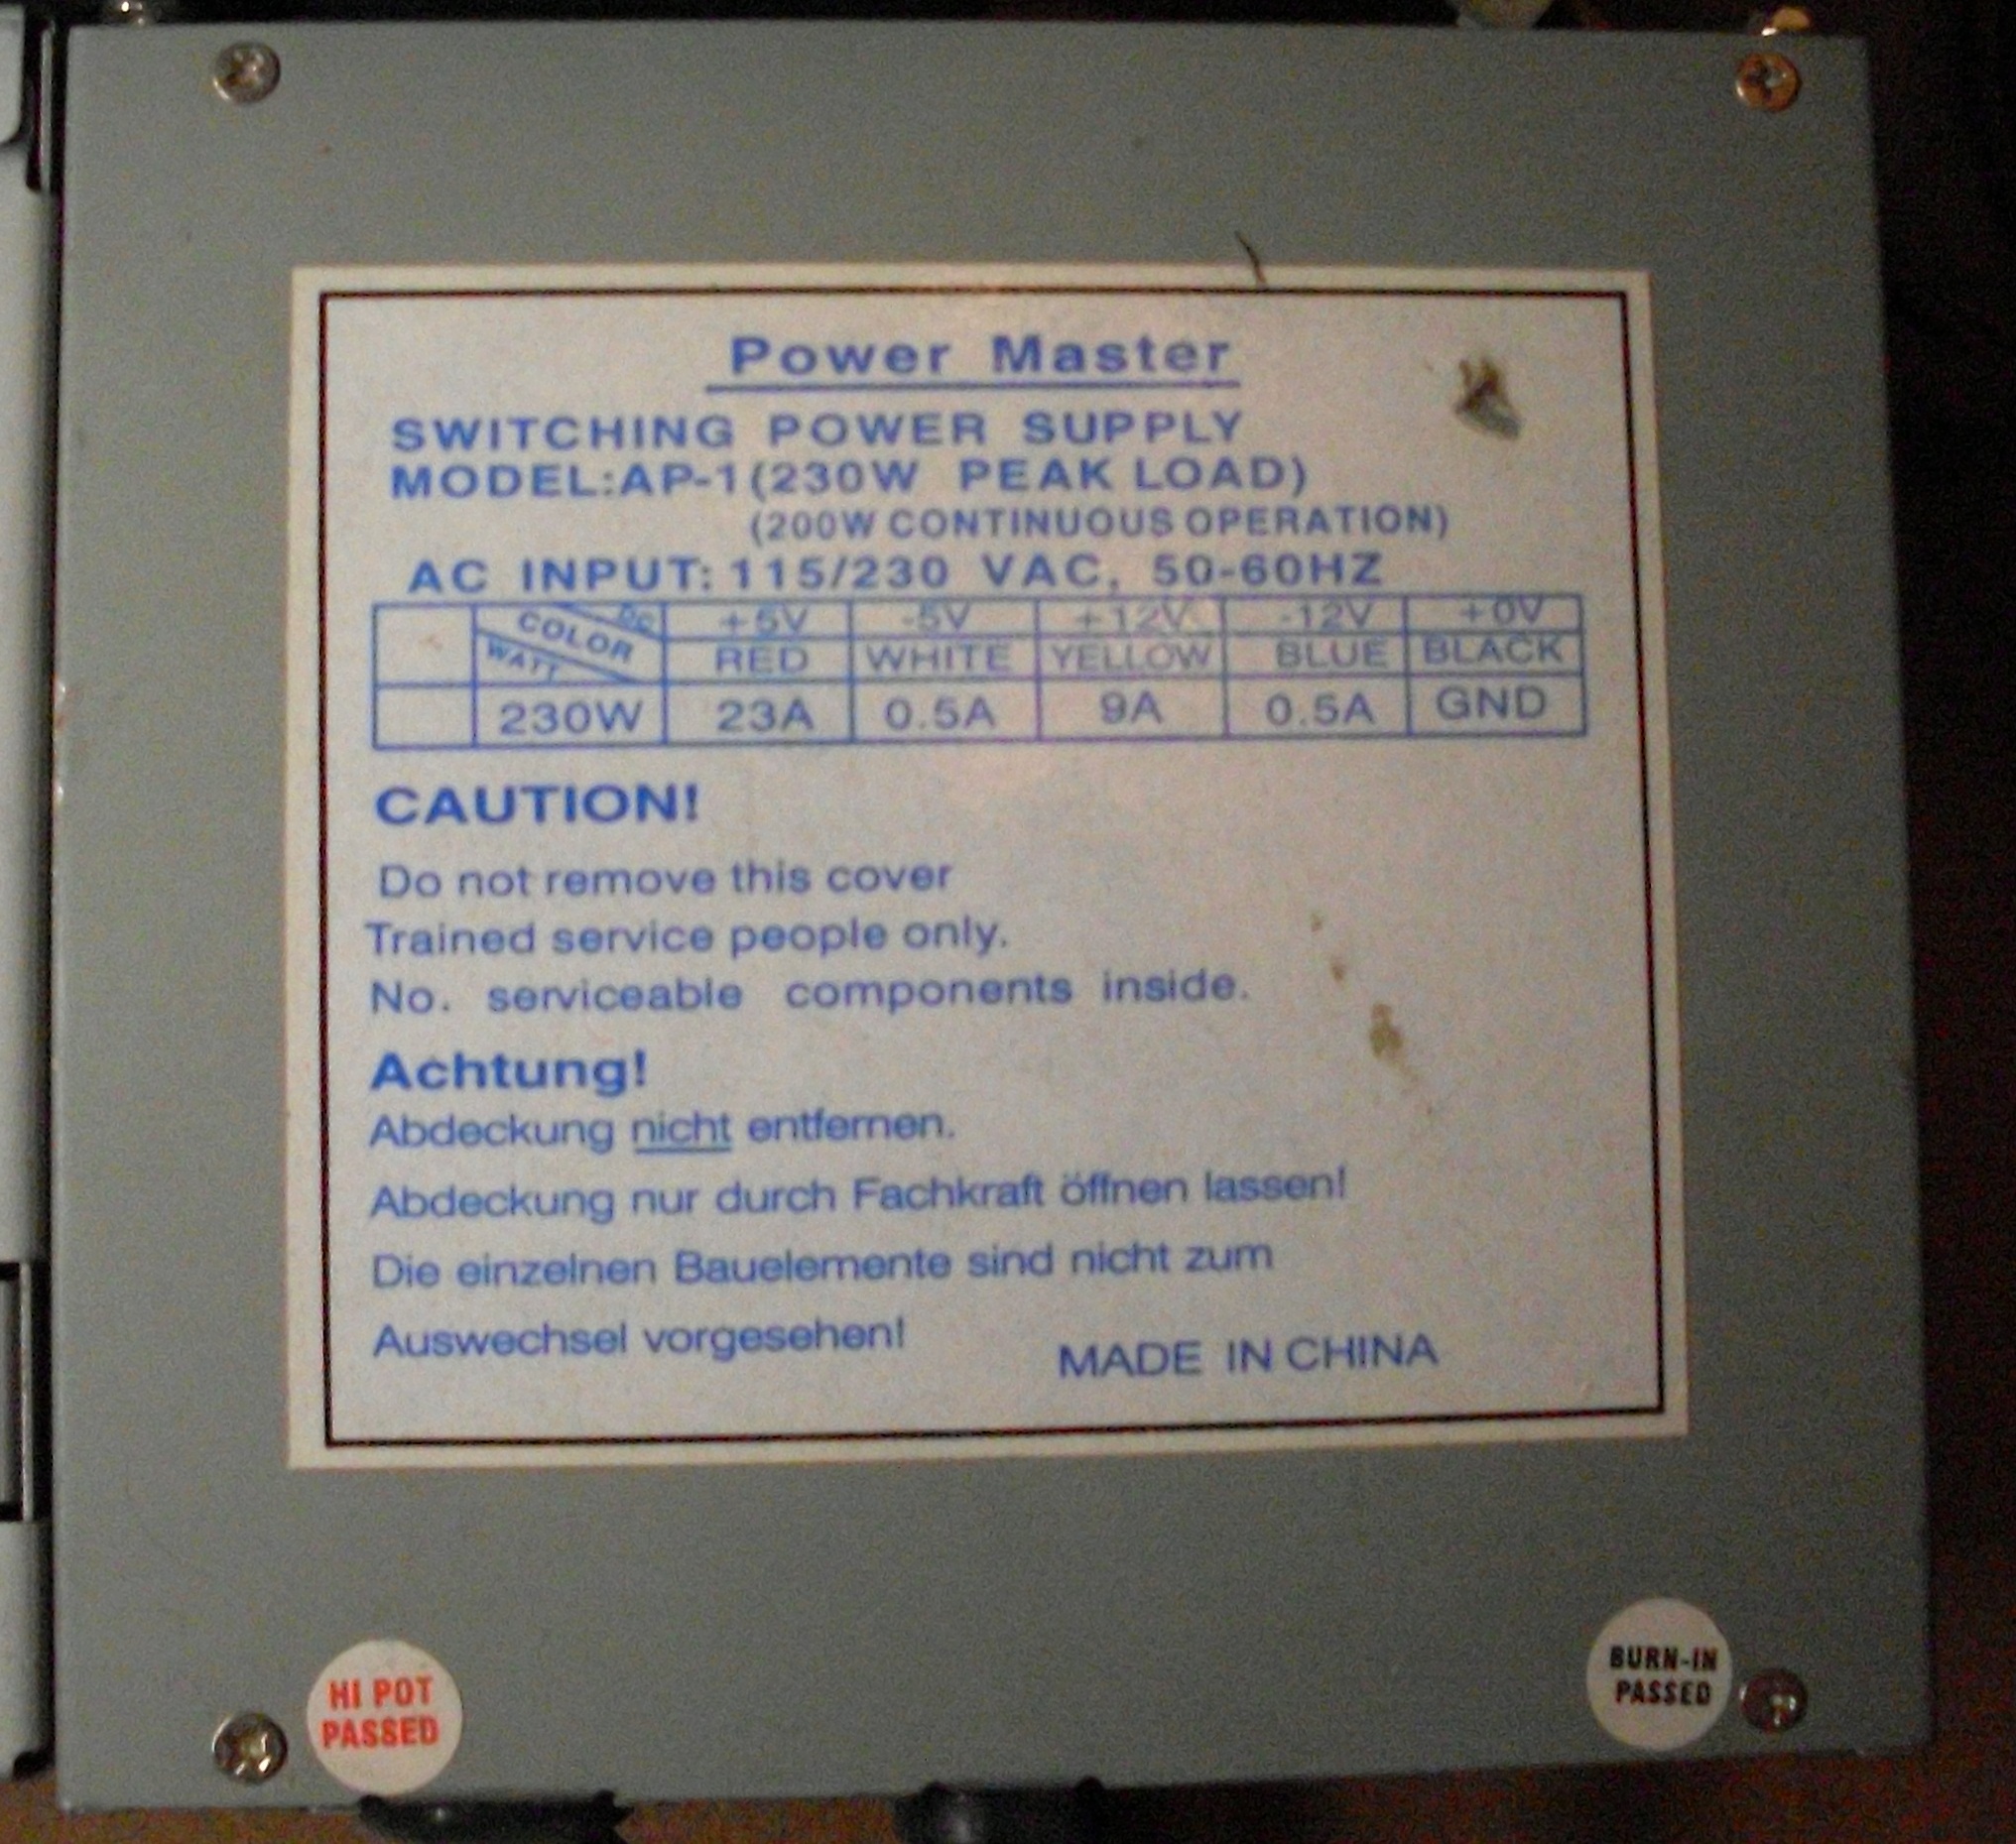 Power Master
SWITCHING POWER SUPPLY
MODEL:AP-1(230W PEAK LOAD)
(200W CONTINUOUS OPERATION)
AC INPUT: 115/230 VAC, 50-60HZ
DC +5V -5V +12V -12V +0V
COLOR RED WHITE YELLOW BLUE BLACK
WATT
230W 23A 0.5A 9A 0.5A GND
CAUTION!
Do not remove this cover
Trained service people only.
No. serviceable components inside.
Achtung!
Abdeckung nicht entfernen.
Abdeckung nur durch Fachkraft öffnen lassen!
Die einzelnen Bauelemente sind nicht zum
Auswechsel vorgesehen!
MADE IN CHINA
HI POT
PASSED
BURN-IN
PASSED